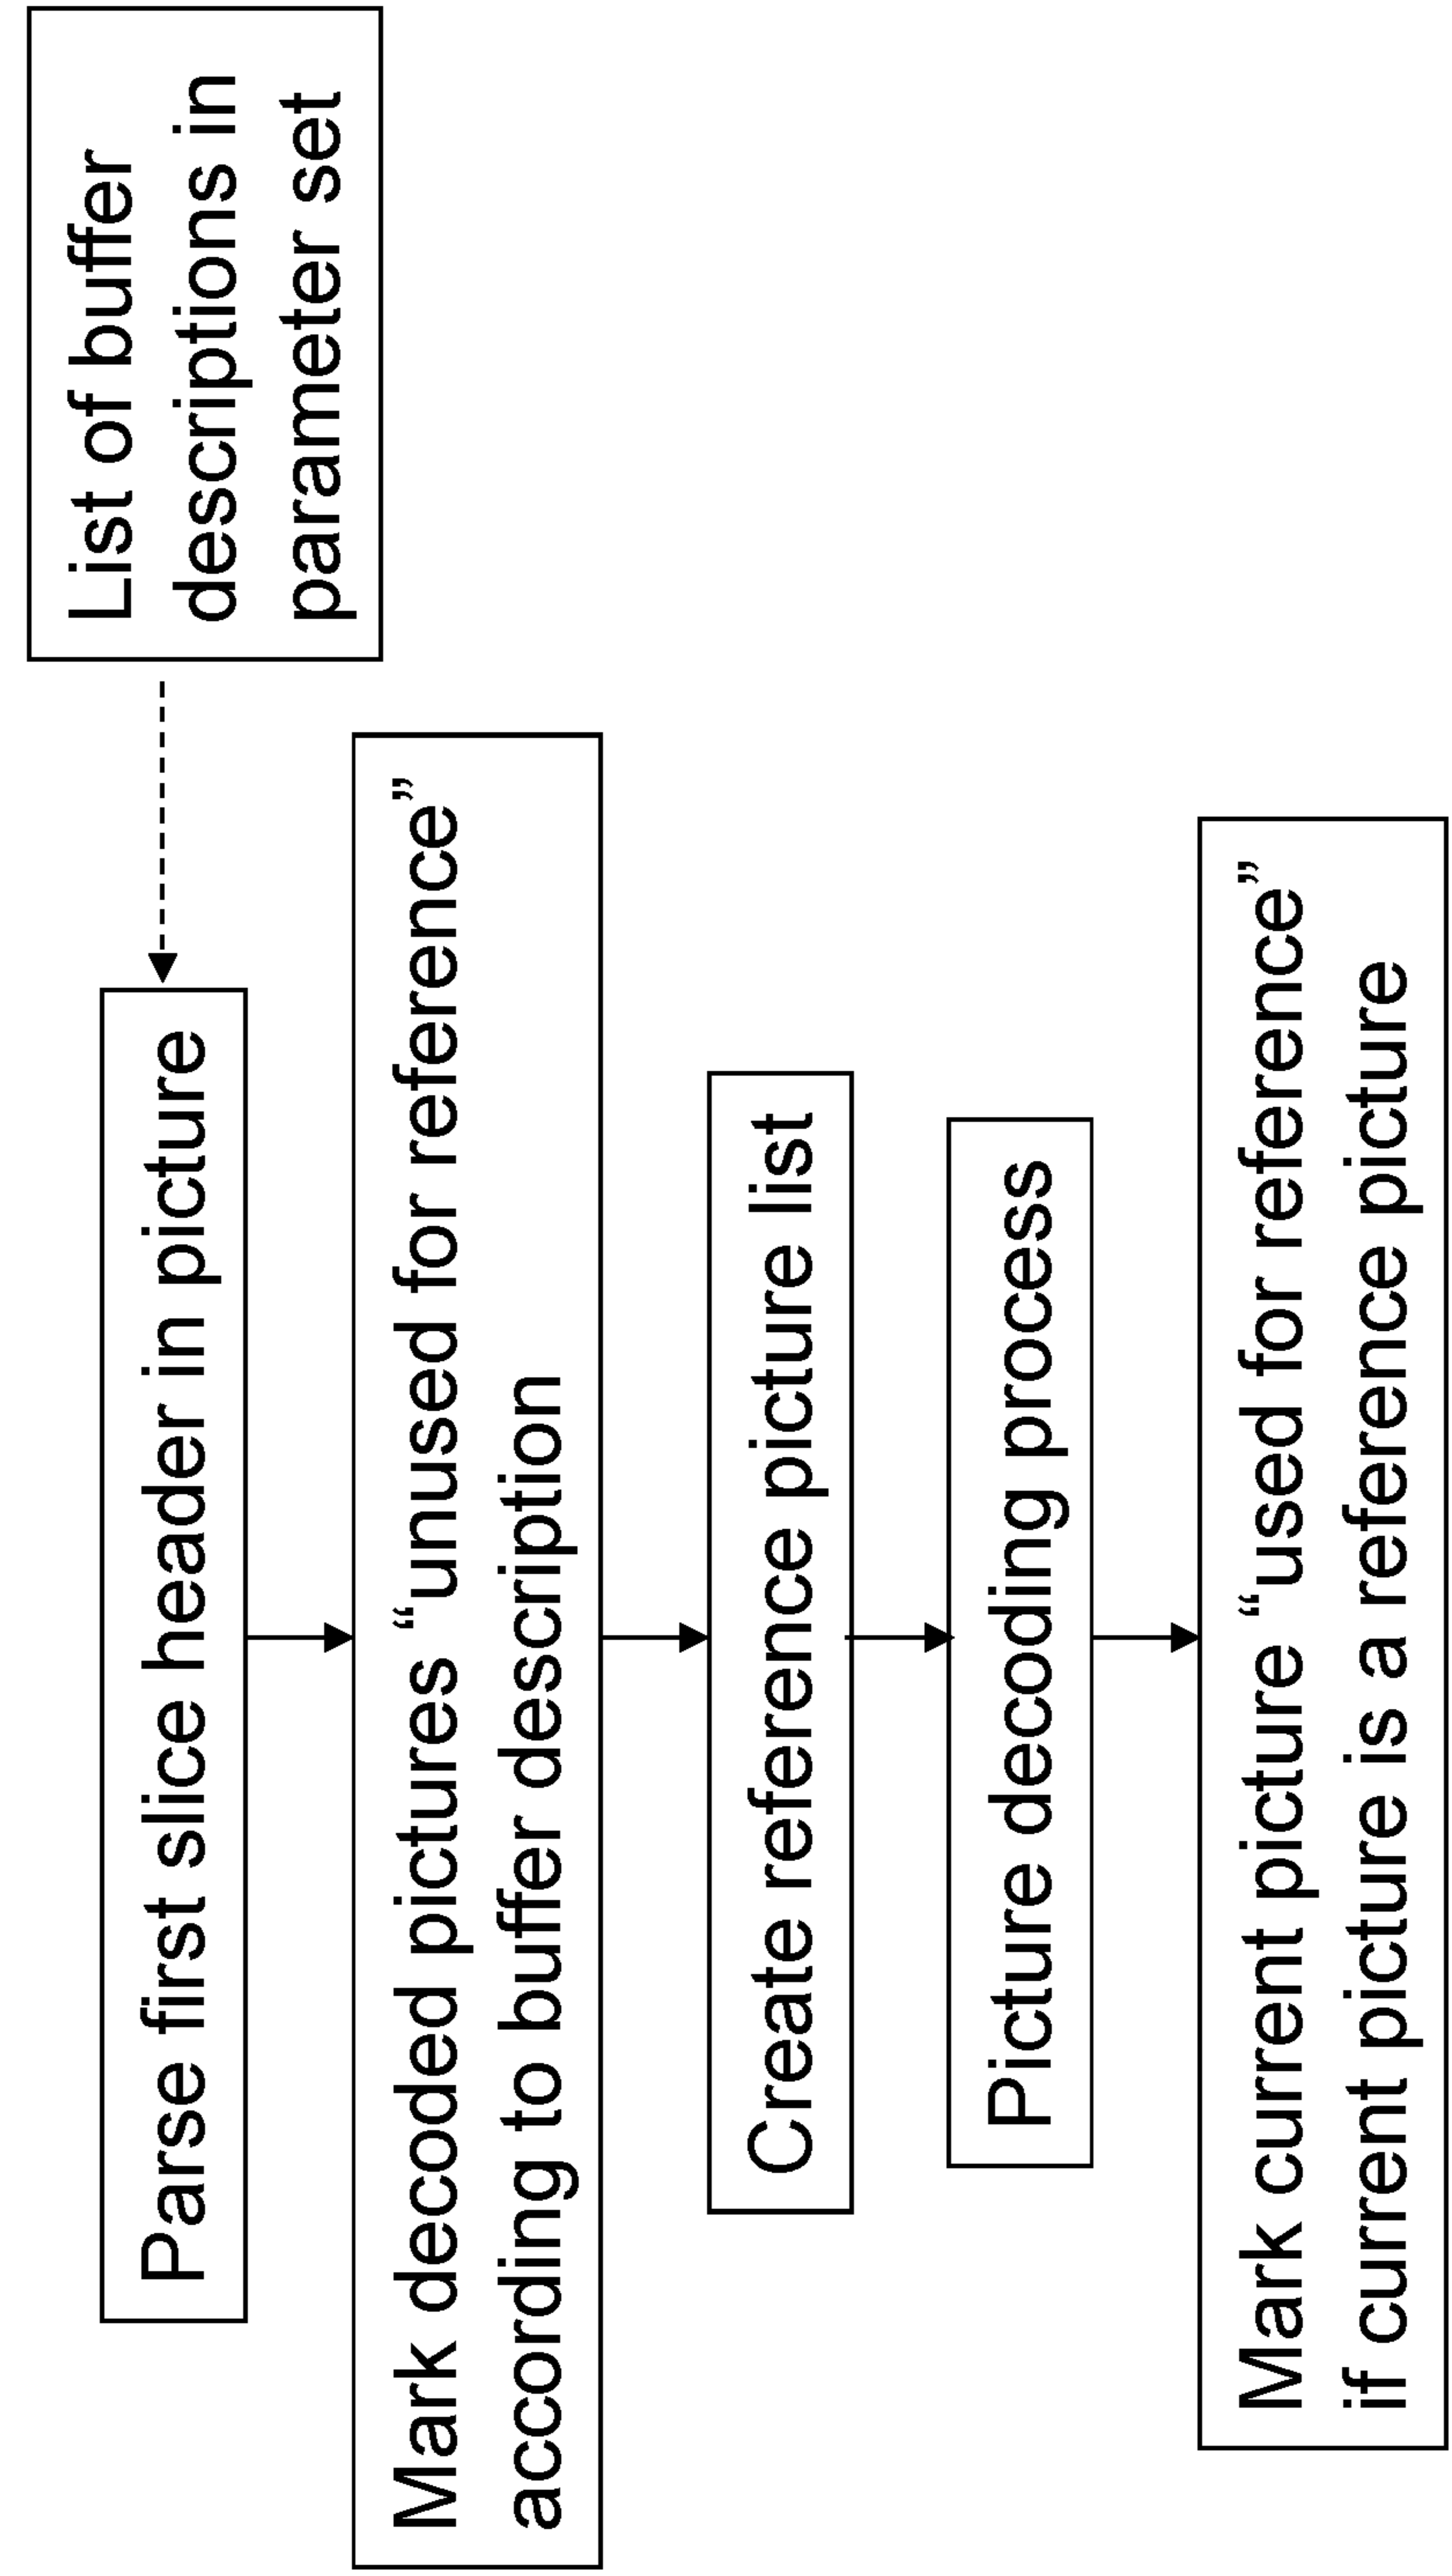 List of buffer
descriptions in
parameter set
Parse first slice header in picture
Mark decoded pictures “unused for reference”
according to buffer description
Create reference picture list
Picture decoding process
Mark current picture “used for reference”
if current picture is a reference picture